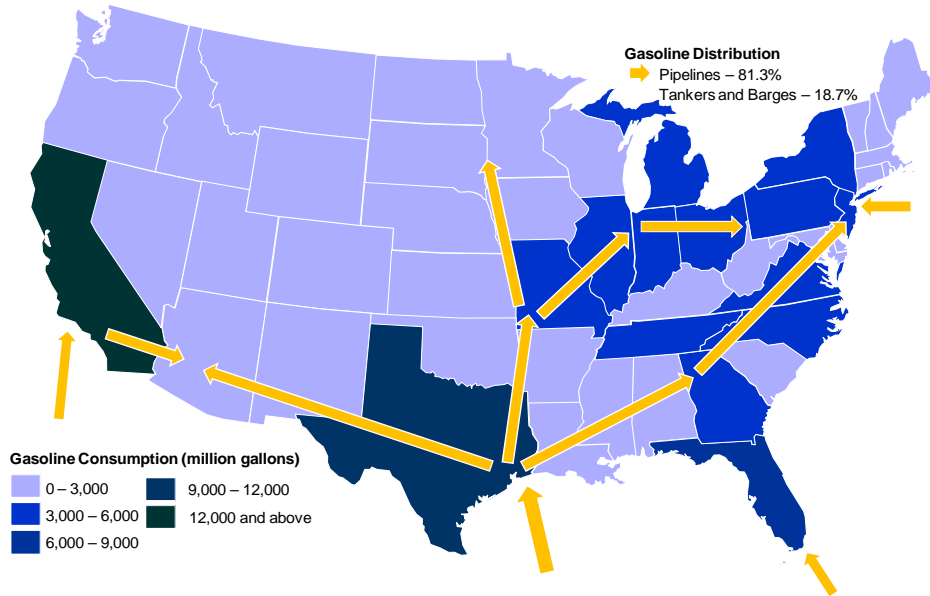 Gasoline Distribution
Pipelines – 81.3%
Tankers and Barges – 18.7%
Gasoline Consumption (million gallons)
0 – 3,000
9,000 – 12,000
3,000 – 6,000
12,000 and above
6,000 – 9,000